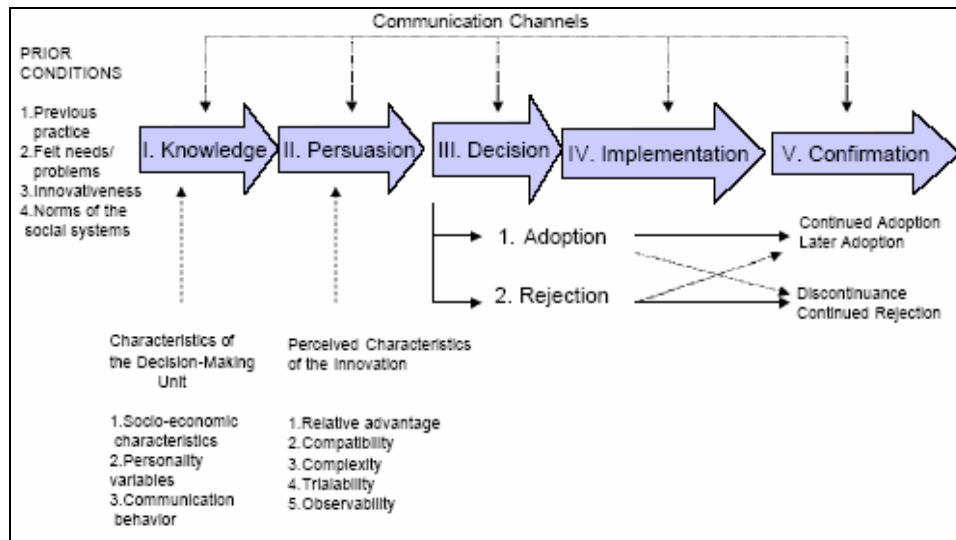 Communication Channels
PRIOR
CONDITIONS
1.Previous
practice
2.Felt needs/
problems
3.Innovativeness
4.Norms of the
social systems
I. Knowledge
II. Persuasion
III. Decision
IV. Implementation
V. Confirmation
1. Adoption
2. Rejection
Continued Adoption
Later Adoption
Discontinuance
Continued Rejection
Characteristics of
the Decision-Making
Unit
1.Socio-economic
characteristics
2.Personality
variables
3.Communication
behavior
Perceived Characteristics
of the Innovation
1.Relative advantage
2.Compatibility
3.Complexity
4.Trialability
5.Observability